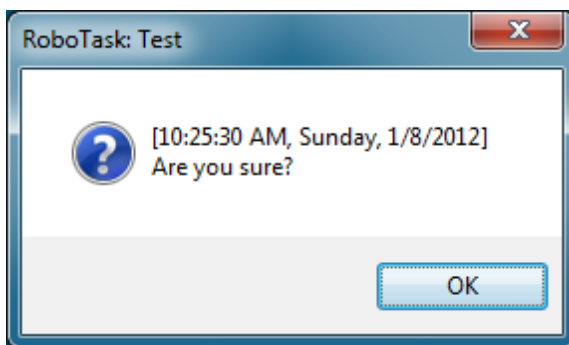 RoboTask: Test
[10:25:30 AM, Sunday, 1/8/2012]
Are you sure?
OK